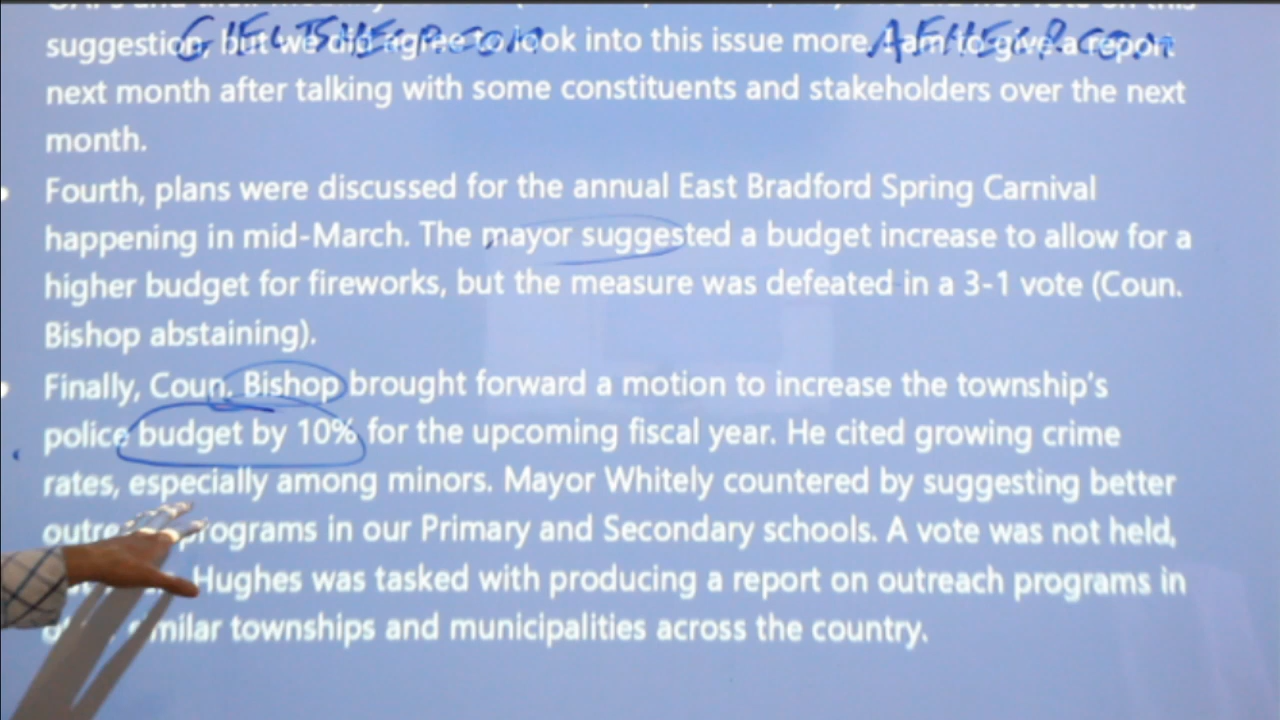 suggestion, but we did agree to look into this issue more. I am to give a report
GIELTSHELP.COM AEHELP.COM
next month after talking with some constituents and stakeholders over the next
month.
Fourth, plans were discussed for the annual East Bradford Spring Carnival
happening in mid-March. The mayor suggested a budget increase to allow for a
higher budget for fireworks, but the measure was defeated in a 3-1 vote (Coun.
Bishop abstaining).
Finally, Coun. Bishop brought forward a motion to increase the township's
police budget by 10% for the upcoming fiscal year. He cited growing crime
rates, especially among minors. Mayor Whitely countered by suggesting better
programs in our Primary and Secondary schools. A vote was not held,
Hughes was tasked with producing a report on outreach programs in
townships and municipalities across the country.